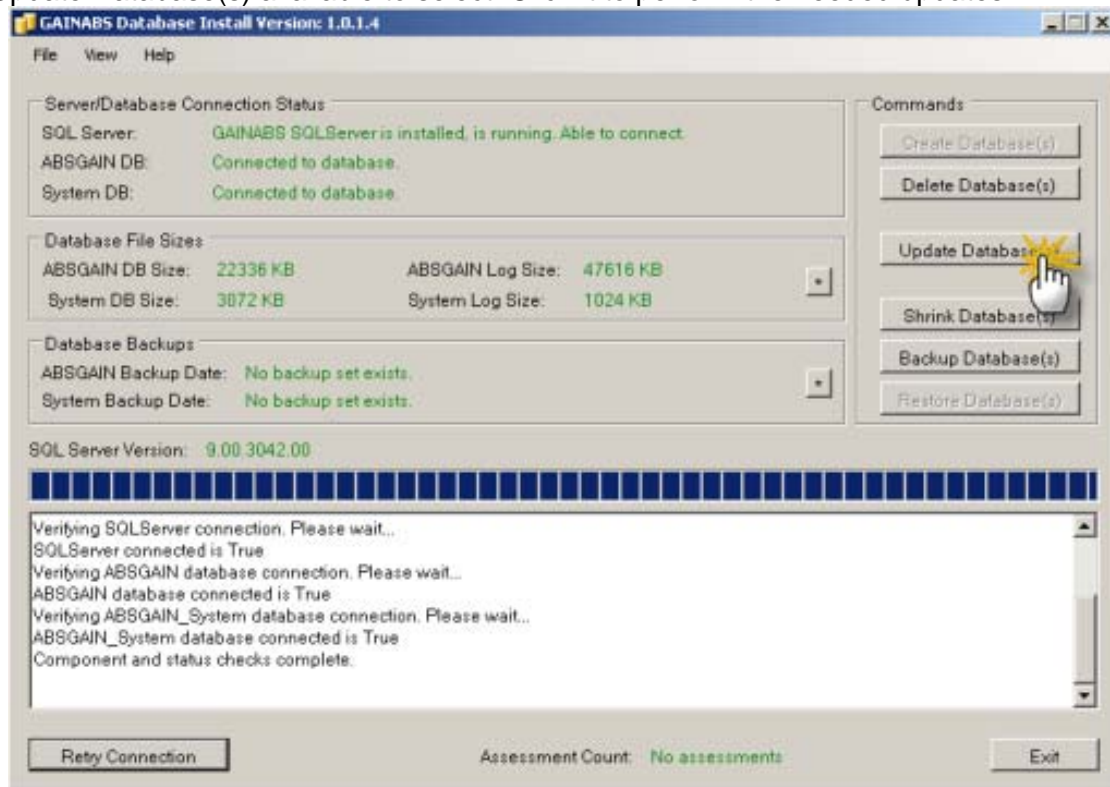 GAINABS Database Install Version: 1.0.1.4
File View Help
Server/Database Connection Status
SQL Server: GAINABS SQLServer is installed, is running. Able to connect.
ABSGAIN DB: Connected to database.
System DB: Connected to database.
Database File Sizes
ABSGAIN DB Size: 22336 KB ABSGAIN Log Size: 47616 KB
System DB Size: 3072 KB System Log Size: 1024 KB
Database Backups
ABSGAIN Backup Date: No backup set exists.
System Backup Date: No backup set exists.
Commands
Create Database(s)
Delete Database(s)
Update Database
Shrink Database(s)
Backup Database(s)
Restore Database(s)
SQL Server Version: 9.00.3042.00
Verifying SQLServer connection. Please wait...
SQLServer connected is True
Verifying ABSGAIN database connection. Please wait...
ABSGAIN database connected is True
Verifying ABSGAIN_System database connection. Please wait...
ABSGAIN_System database connected is True
Component and status checks complete.
Retry Connection Assessment Count: No assessments Exit